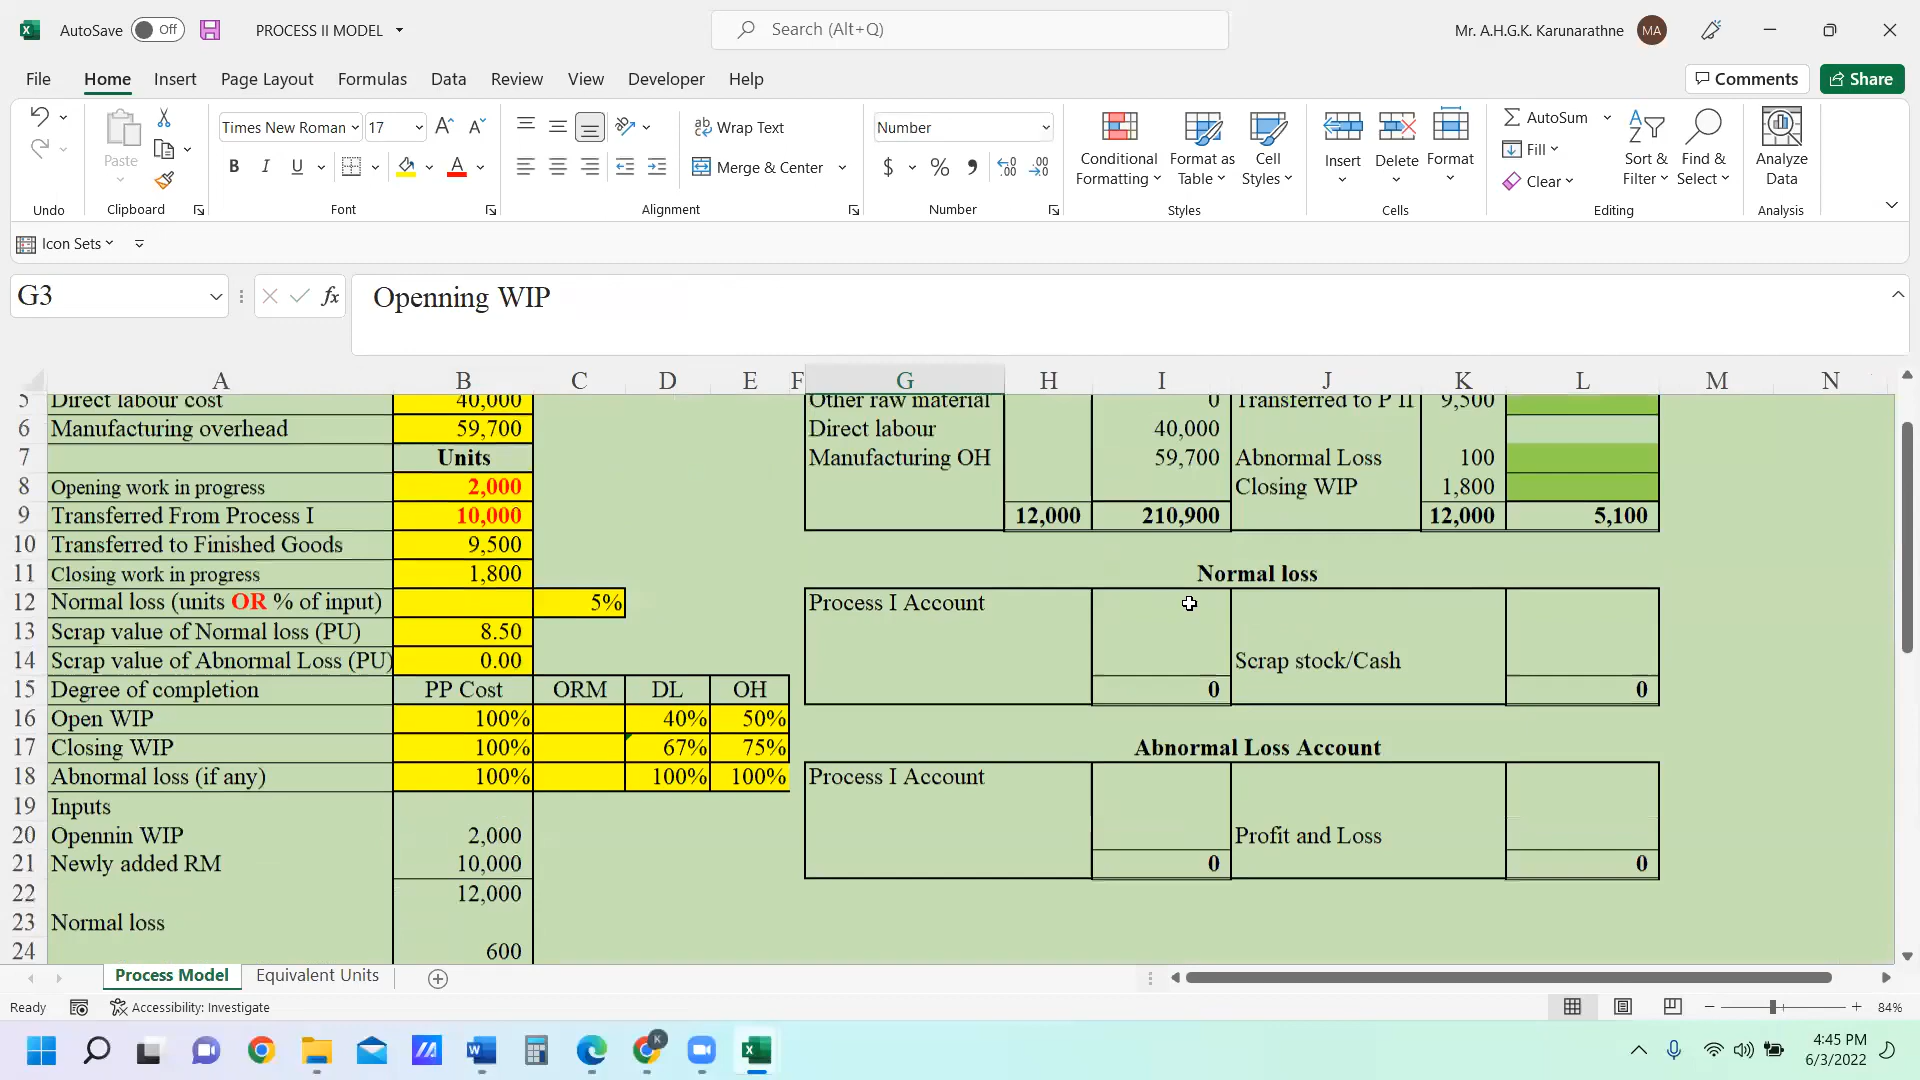 AutoSave Off PROCESS II MODEL Search (Alt+Q) Mr. A.H.G.K. Karunarathne MA
File Home Insert Page Layout Formulas Data Review View Developer Help Comments Share
Paste Times New Roman 17 Wrap Text Number AutoSum
B I U Merge & Center $ % Conditional Formatting Format as Table Cell Styles Insert Delete Format Fill Clear Sort & Filter Find & Select Analyze Data
Undo Clipboard Font Alignment Number Styles Cells Editing Analysis
Icon Sets
G3 fx Openning WIP
A B C D E F G H I J K L M N
5 Direct labour cost 40,000 Other raw material 0 Transferred to P II 9,500
6 Manufacturing overhead 59,700 Direct labour 40,000
7 Units Manufacturing OH 59,700 Abnormal Loss 100
8 Opening work in progress 2,000 Closing WIP 1,800
9 Transferred From Process I 10,000 12,000 210,900 12,000 5,100
10 Transferred to Finished Goods 9,500
11 Closing work in progress 1,800 Normal loss
12 Normal loss (units OR % of input) 5% Process I Account
13 Scrap value of Normal loss (PU) 8.50
14 Scrap value of Abnormal Loss (PU) 0.00 Scrap stock/Cash
15 Degree of completion PP Cost ORM DL OH 0 0
16 Open WIP 100% 40% 50%
17 Closing WIP 100% 67% 75% Abnormal Loss Account
18 Abnormal loss (if any) 100% 100% 100% Process I Account
19 Inputs
20 Opennin WIP 2,000 Profit and Loss
21 Newly added RM 10,000 0 0
22 12,000
23 Normal loss
24 600
Process Model Equivalent Units
Ready Accessibility: Investigate 84%
4:45 PM
6/3/2022